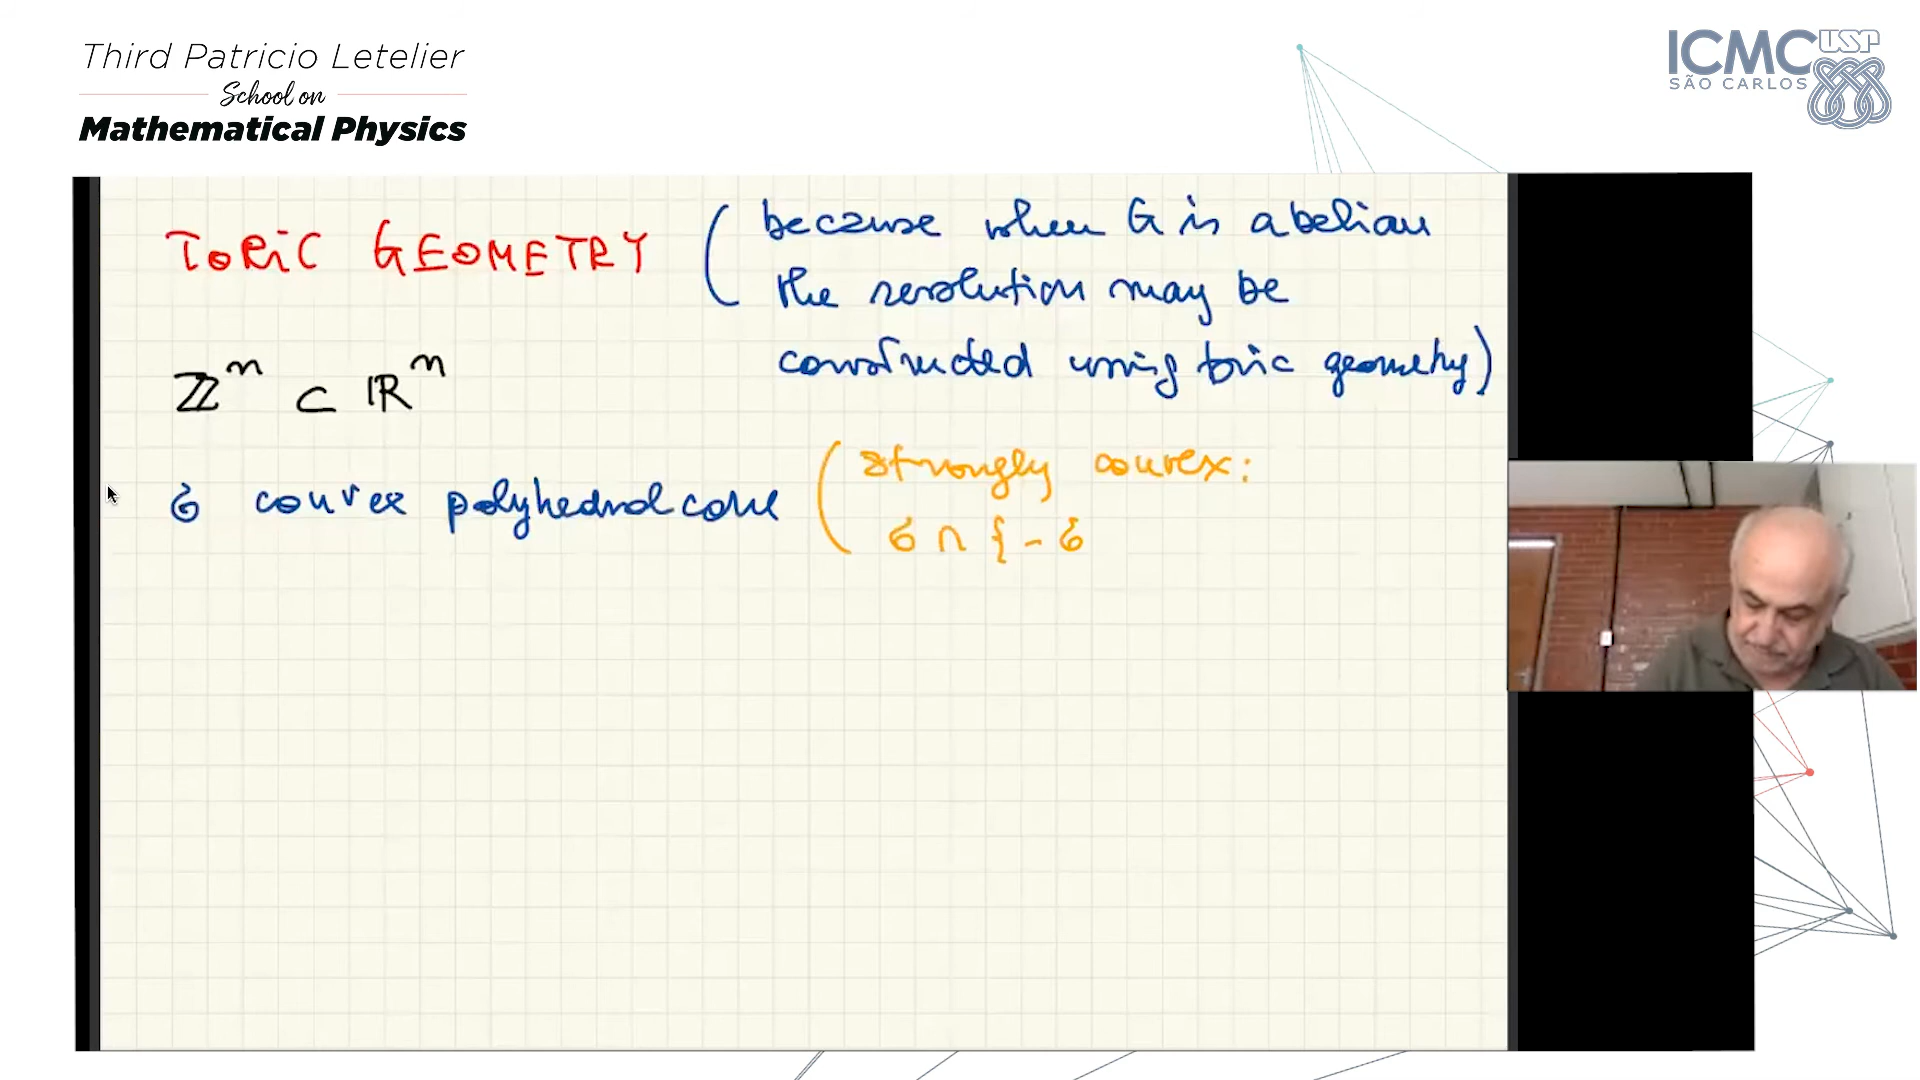 Third Patricio Letelier
School on
Mathematical Physics
ICMC USP
SÃO CARLOS
TORIC GEOMETRY
(because when G is abelian
the resolution may be
constructed using toric geometry)
ℤⁿ ⊂ ℝⁿ
σ convex polyhedral cone
(strongly convex:
σ ∩ {-σ